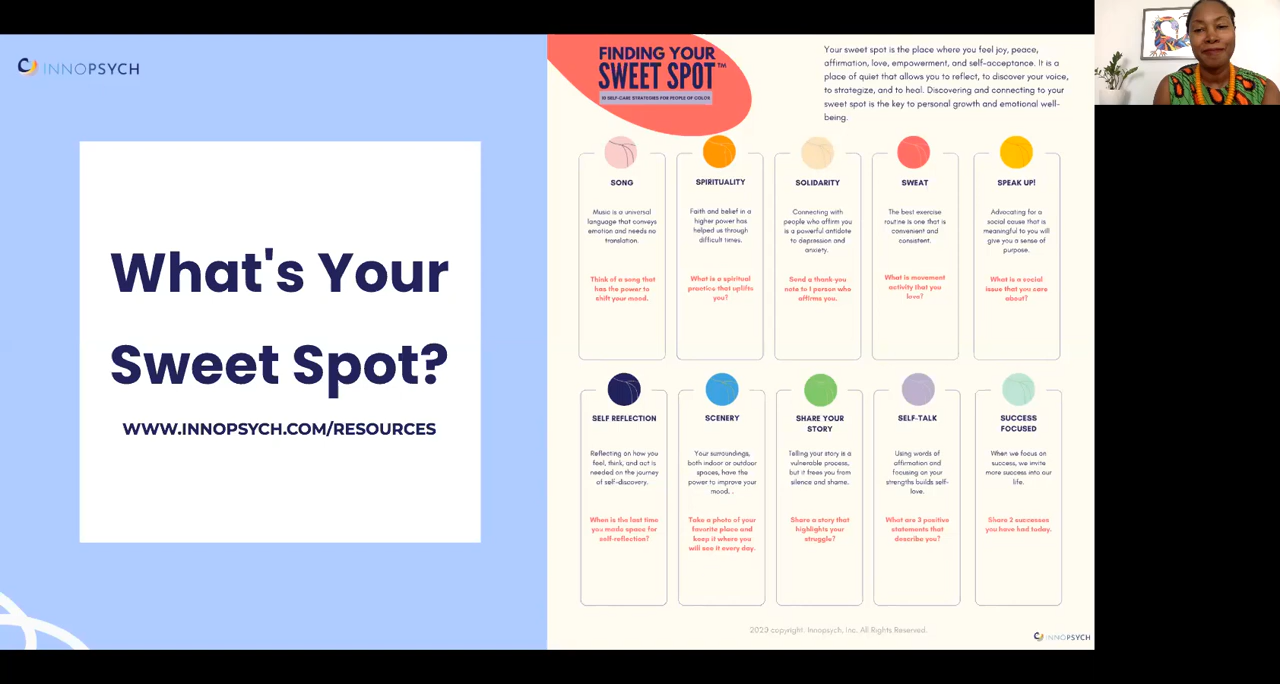 INNOPSYCH
What's Your
Sweet Spot?
WWW.INNOPSYCH.COM/RESOURCES
FINDING YOUR
SWEET SPOT™
10 SELF-CARE STRATEGIES FOR PEOPLE OF COLOR
Your sweet spot is the place where you feel joy, peace,
affirmation, love, empowerment, and self-acceptance. It is a
place of quiet that allows you to reflect, to discover your voice,
to strategize, and to heal. Discovering and connecting to your
sweet spot is the key to personal growth and emotional well-
being.
SONG
Music is a universal
language that conveys
emotion and needs no
translation.
Think of a song that
has the power to
shift your mood.
SPIRITUALITY
Faith and belief in a
higher power has
helped us through
difficult times.
What is a spiritual
practice that uplifts
you?
SOLIDARITY
Connecting with
people who affirm you
is a powerful antidote
to depression and
anxiety.
Send a thank-you
note to 1 person who
affirms you.
SWEAT
The best exercise
routine is one that is
convenient and
consistent.
What is movement
activity that you
love?
SPEAK UP!
Advocating for a
social cause that is
meaningful to you will
give you a sense of
purpose.
What is a social
issue that you care
about?
SELF REFLECTION
Reflecting on how you
feel, think, and act is
needed on the journey
of self-discovery.
When is the last time
you made space for
self-reflection?
SCENERY
Your surroundings,
both indoor or outdoor
spaces, have the
power to improve your
mood. .
Take a photo of your
favorite place and
keep it where you
will see it every day.
SHARE YOUR
STORY
Telling your story is a
vulnerable process,
but it frees you from
silence and shame.
Share a story that
highlights your
struggle?
SELF-TALK
Using words of
affirmation and
focusing on your
strengths builds self-
love.
What are 3 positive
statements that
describe you?
SUCCESS
FOCUSED
When we focus on
success, we invite
more success into our
life.
Share 2 successes
you have had today.
2023 copyright. Innopsych, Inc. All Rights Reserved.
INNOPSYCH